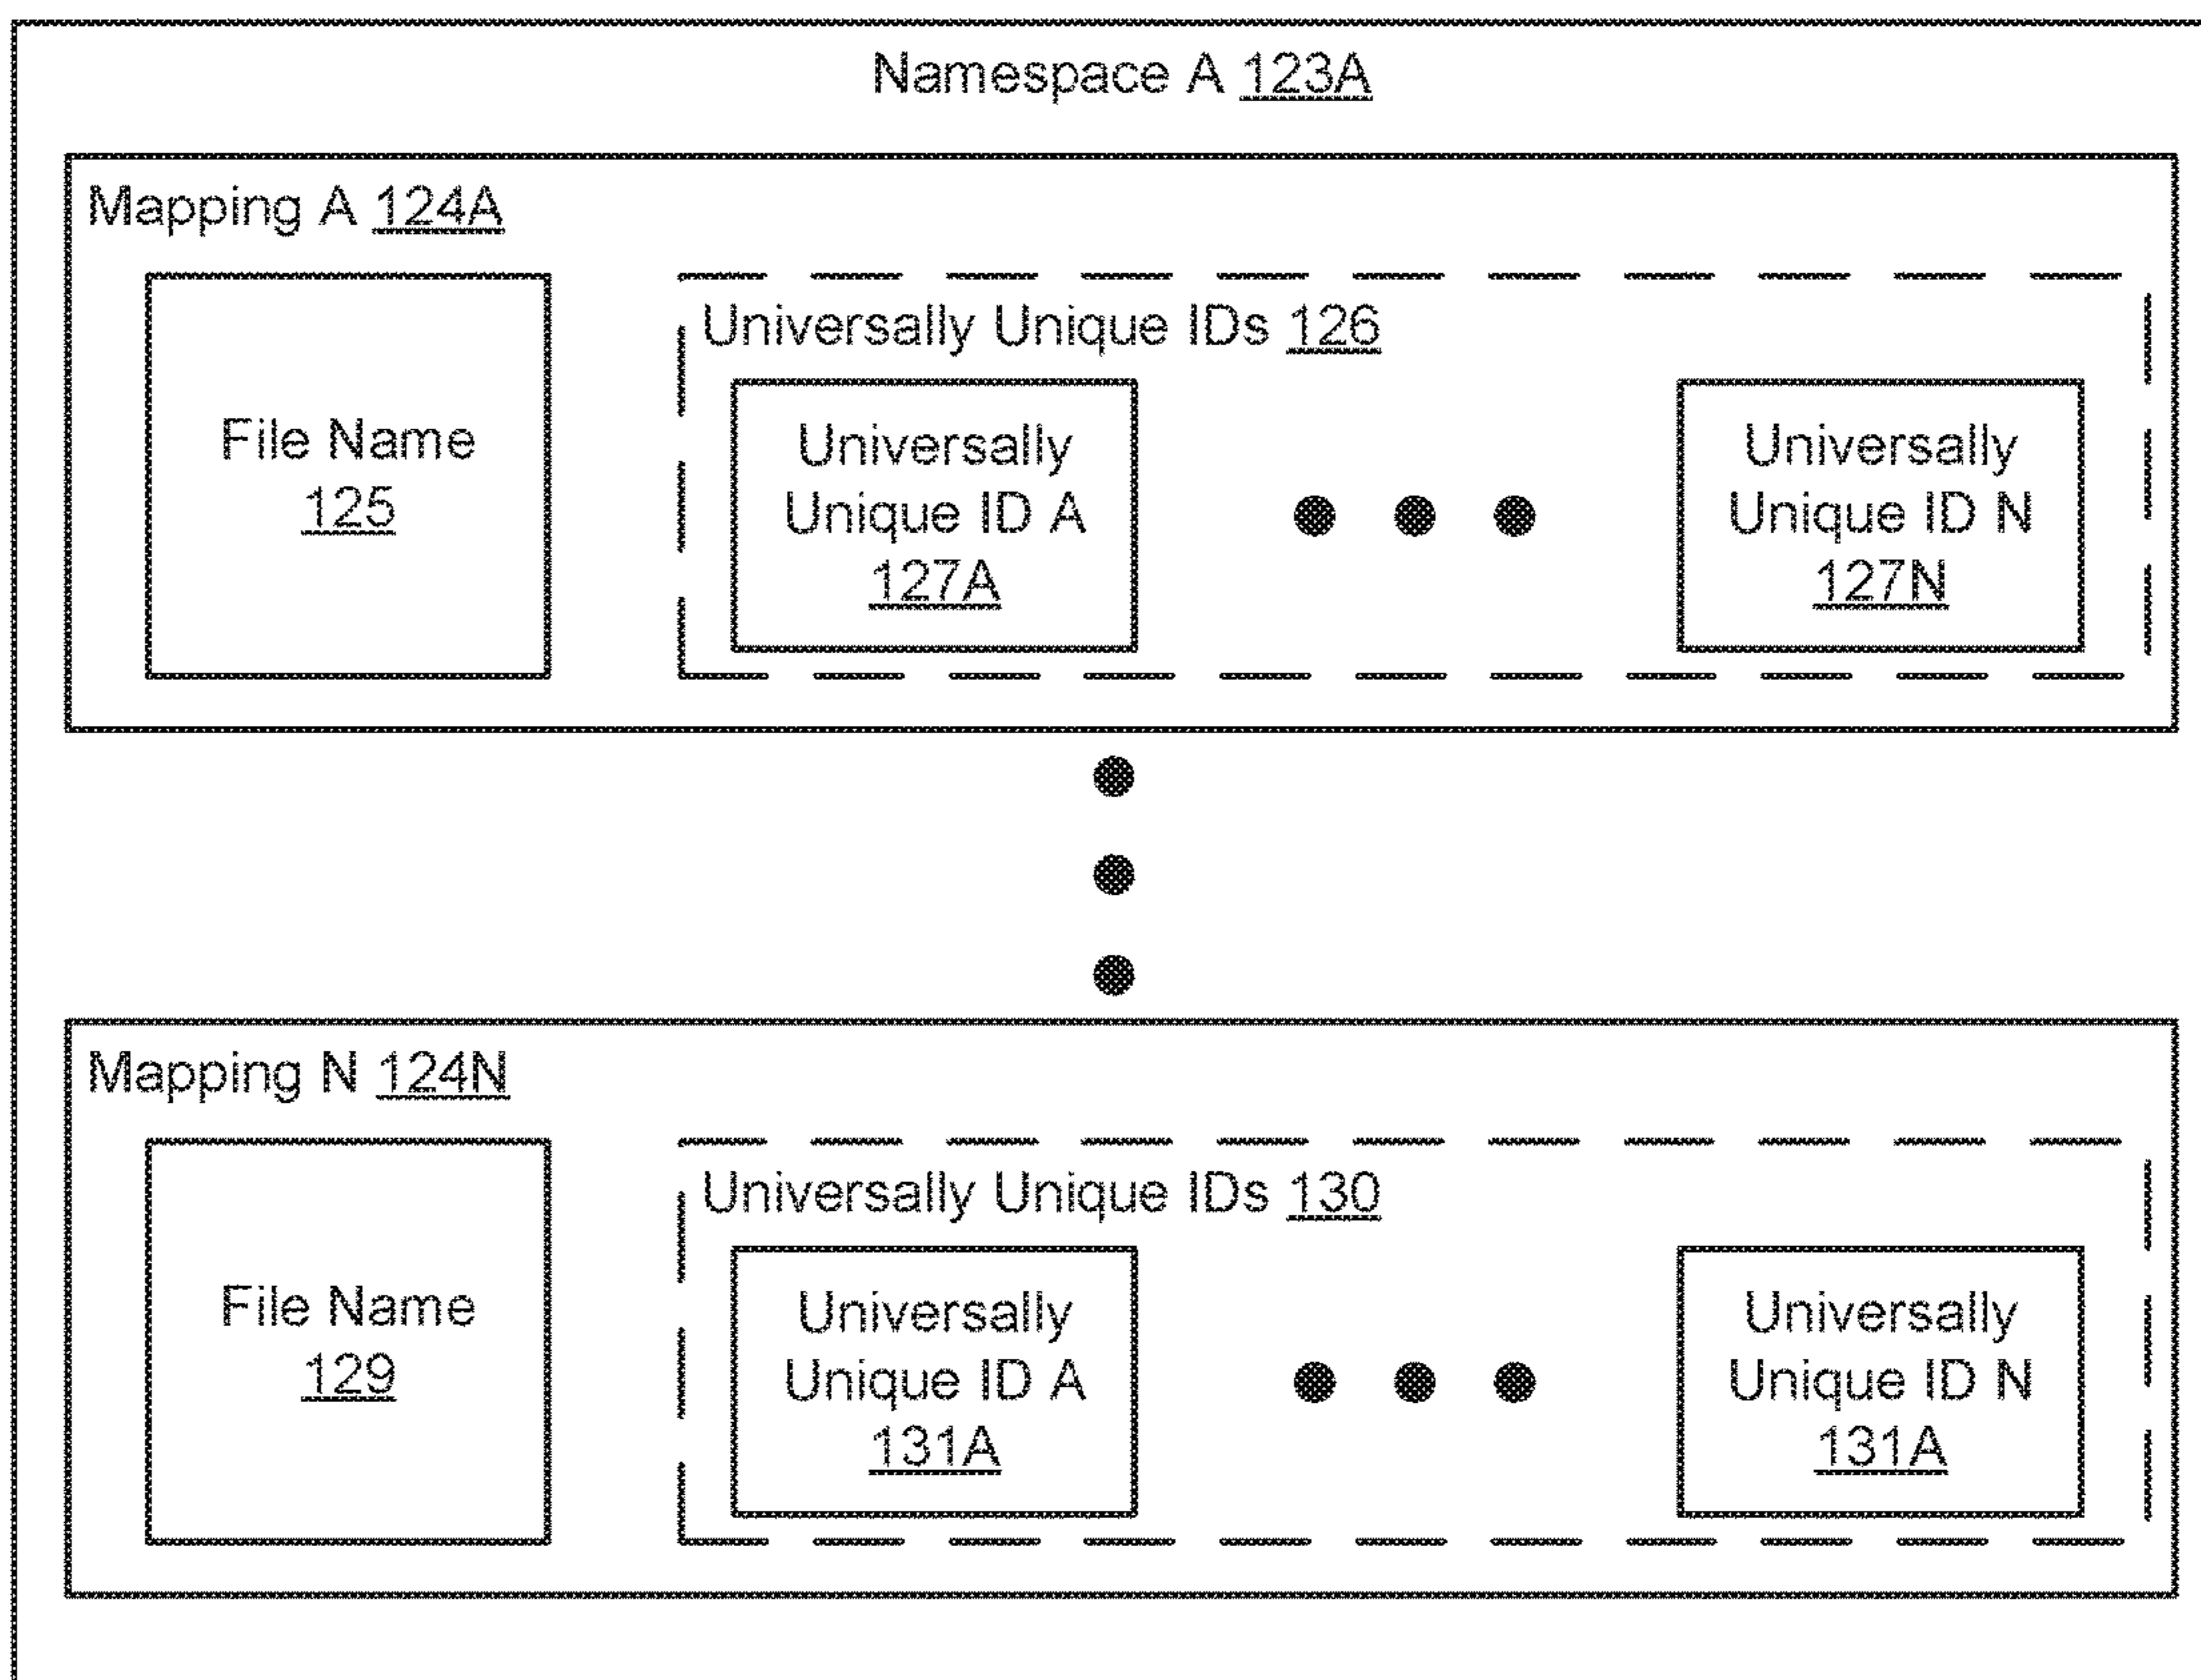 Namespace A 123A
Mapping A 124A
File Name
125
Universally Unique IDs 126
Universally
Unique ID A
127A
Universally
Unique ID N
127N
Mapping N 124N
File Name
129
Universally Unique IDs 130
Universally
Unique ID A
131A
Universally
Unique ID N
131A